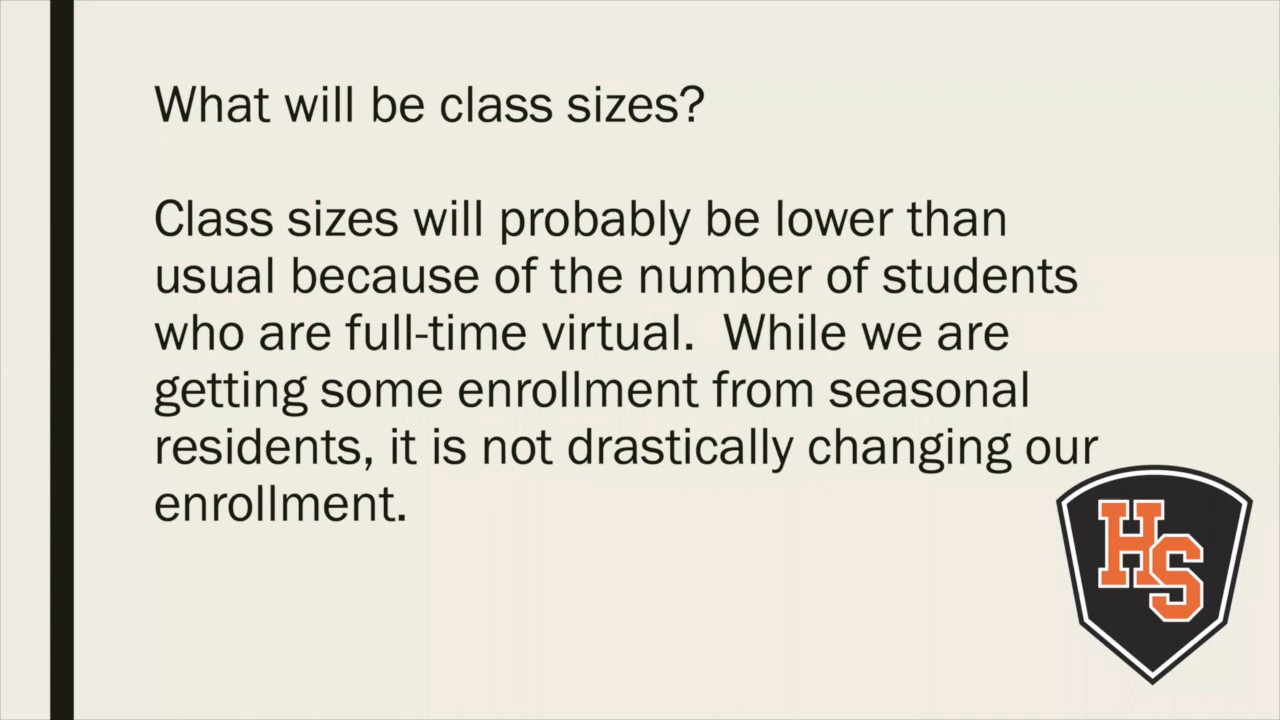 What will be class sizes?
Class sizes will probably be lower than
usual because of the number of students
who are full-time virtual.  While we are
getting some enrollment from seasonal
residents, it is not drastically changing our
enrollment.
HS